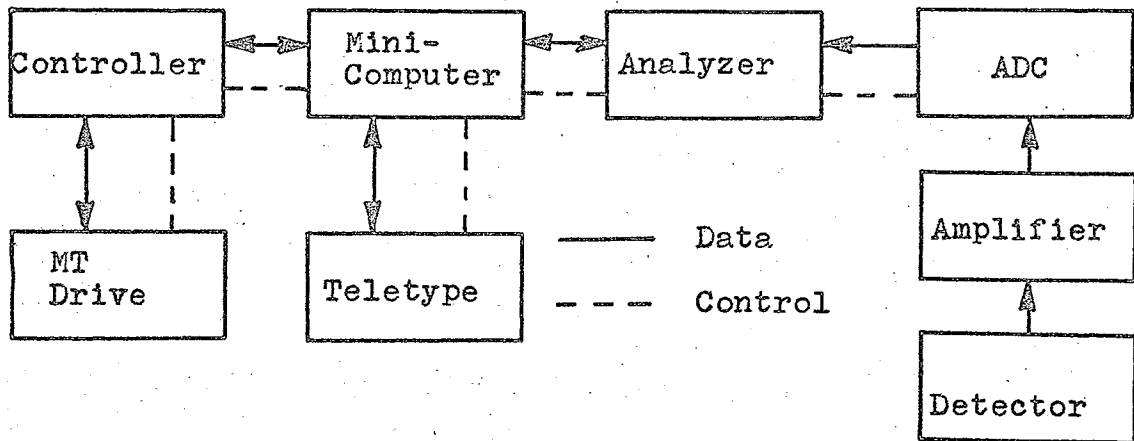 Controller
Mini-
Computer
Analyzer
ADC
MT
Drive
Teletype
Amplifier
Detector
Data
Control